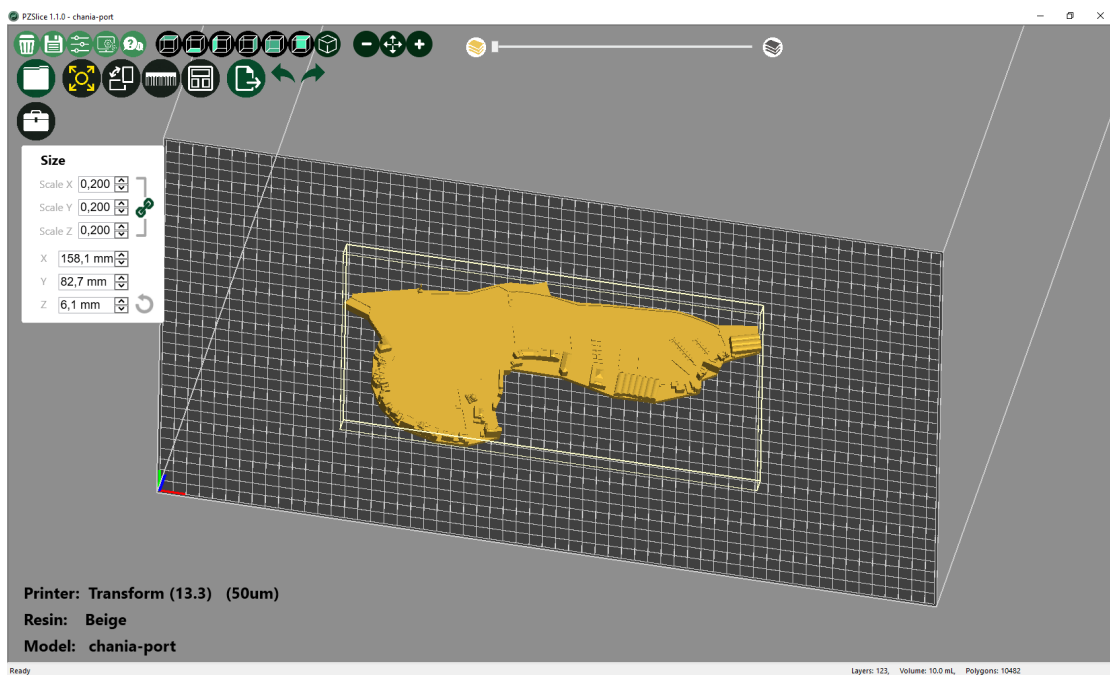 PZSlice 1.1.0 - chania-port
Size
Scale X 0,200
Scale Y 0,200
Scale Z 0,200
X 158,1 mm
Y 82,7 mm
Z 6,1 mm
Printer: Transform (13.3) (50um)
Resin: Beige
Model: chania-port
Ready
Layers: 123, Volume: 10.0 mL, Polygons: 10482